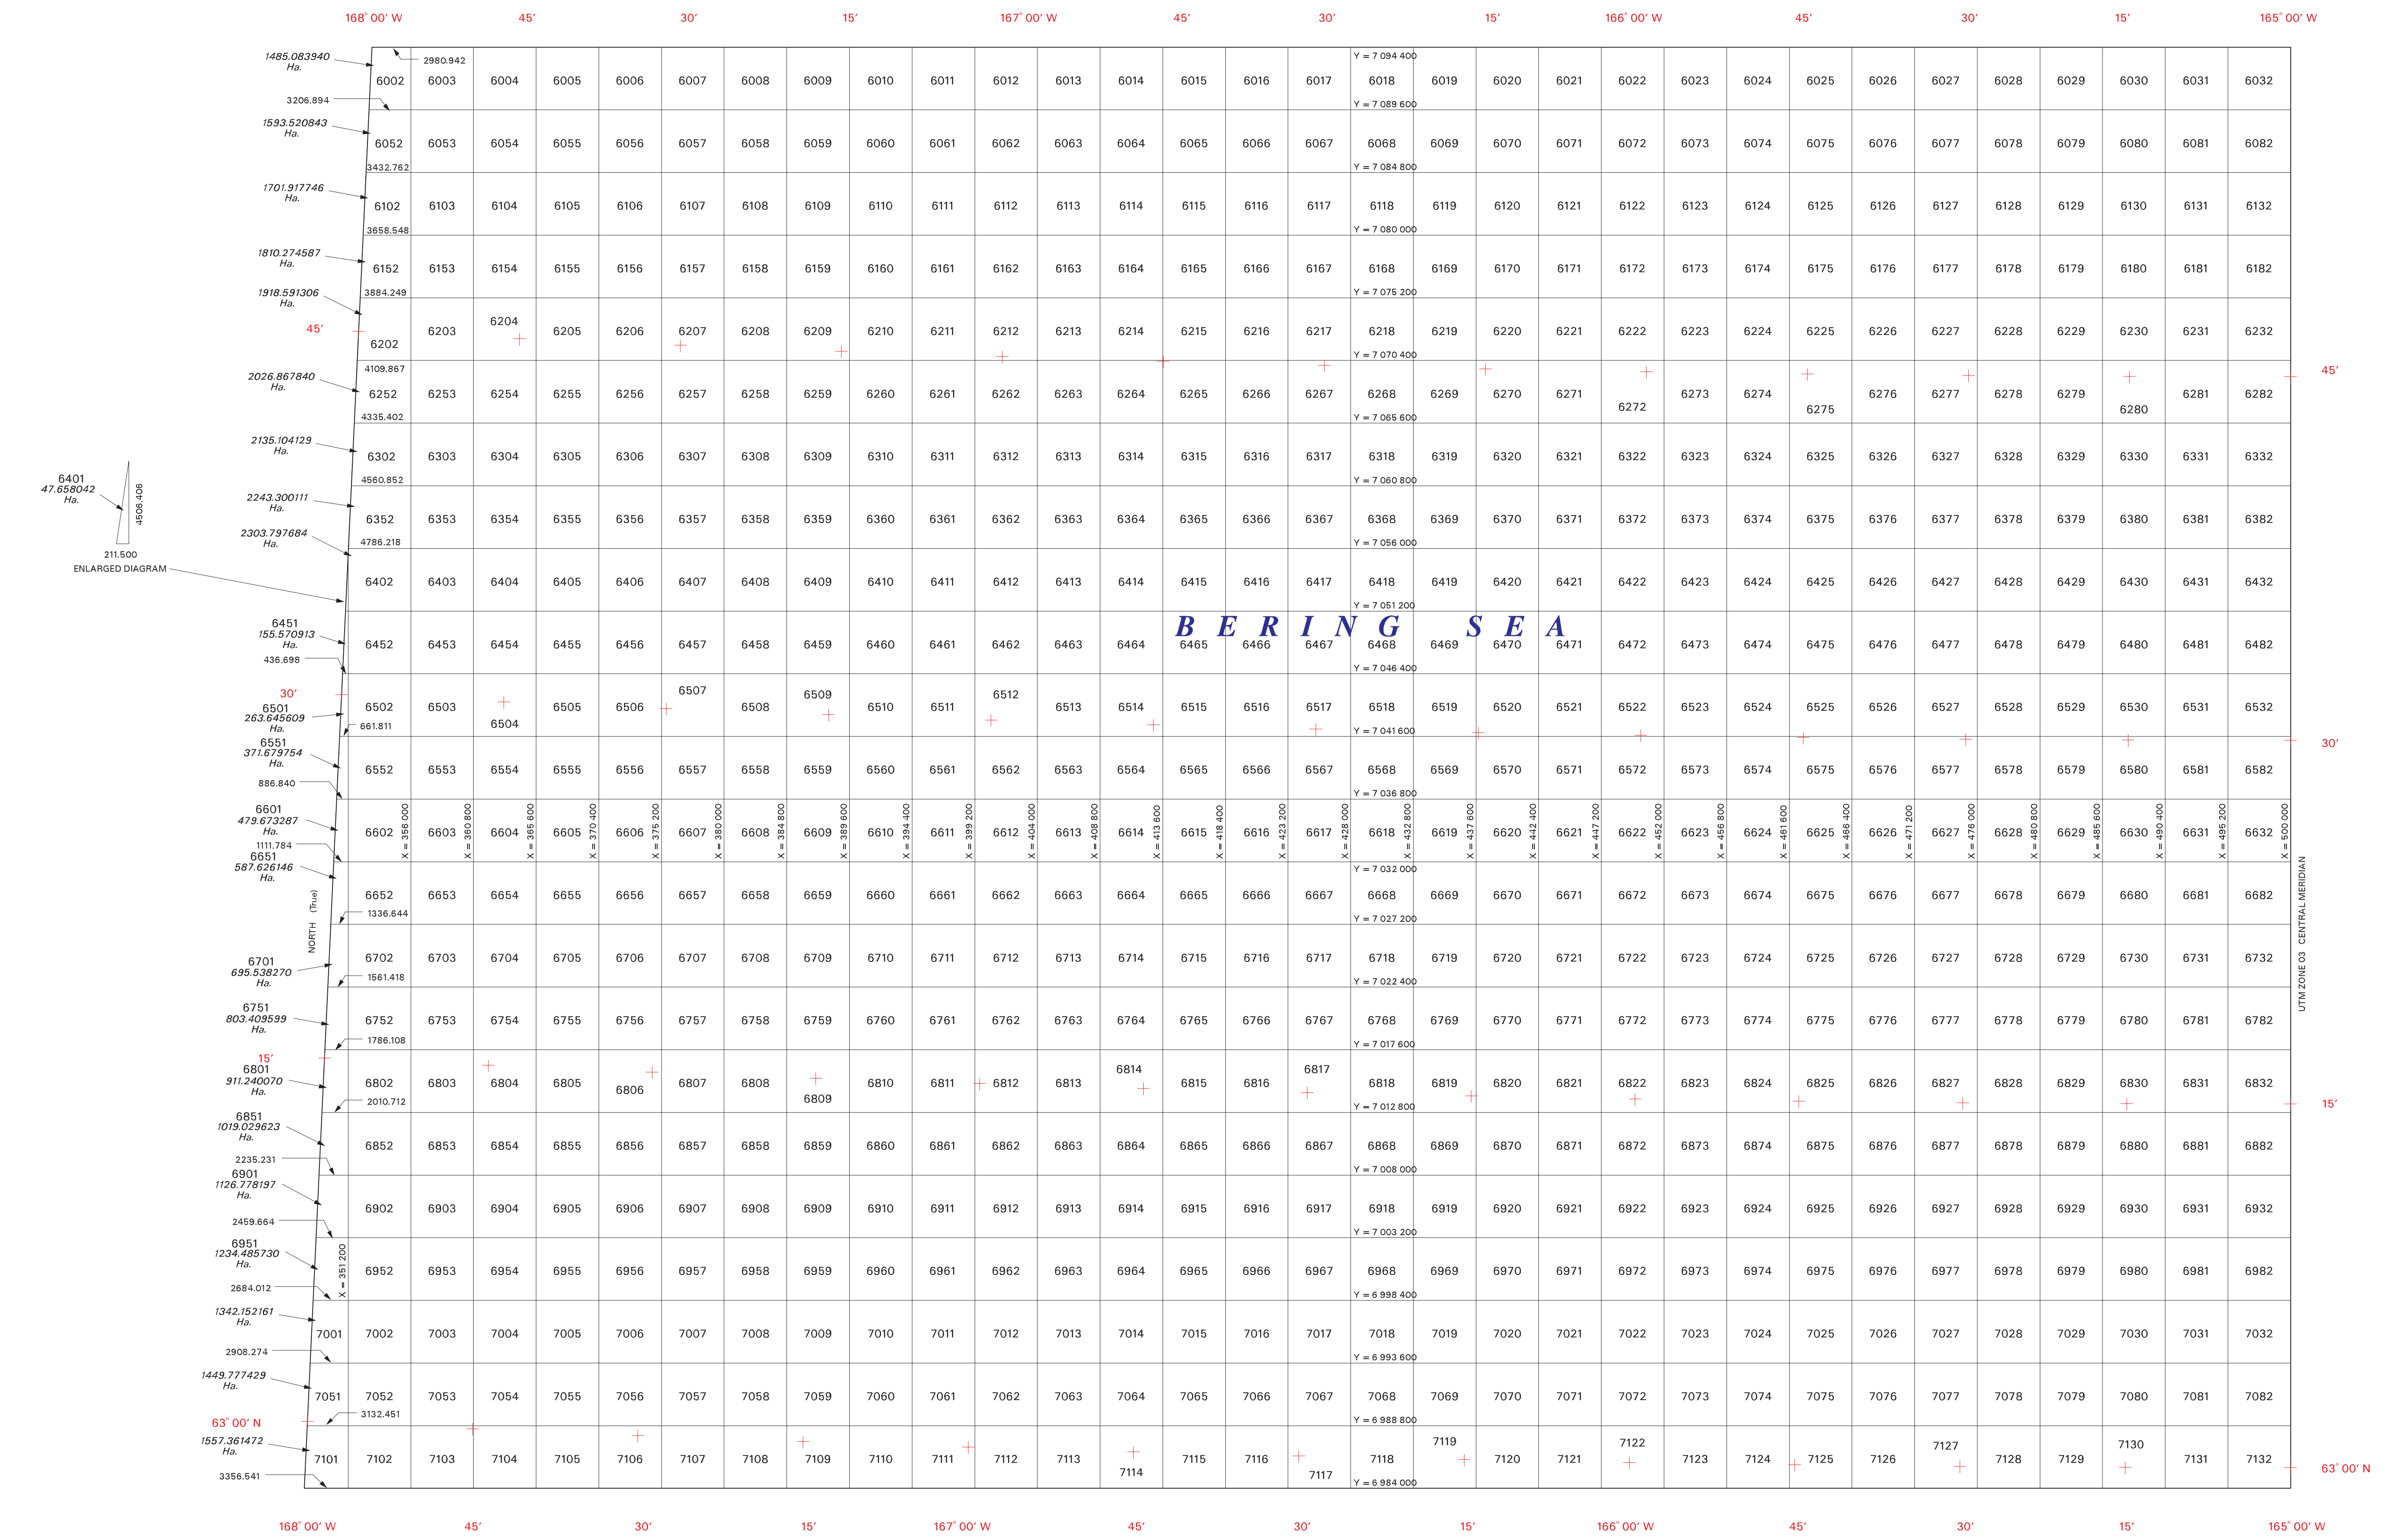 168° 00′ W 45′ 30′ 15′ 167° 00′ W 45′ 30′ 15′ 166° 00′ W 45′ 30′ 15′ 165° 00′ W
1485.083940 Ha. 2980.942 Y = 7 094 400
6002 6003 6004 6005 6006 6007 6008 6009 6010 6011 6012 6013 6014 6015 6016 6017 6018 6019 6020 6021 6022 6023 6024 6025 6026 6027 6028 6029 6030 6031 6032
3206.894 Y = 7 089 600
1593.520843 Ha.
6052 6053 6054 6055 6056 6057 6058 6059 6060 6061 6062 6063 6064 6065 6066 6067 6068 6069 6070 6071 6072 6073 6074 6075 6076 6077 6078 6079 6080 6081 6082
3432.762 Y = 7 084 800
1701.917746 Ha.
6102 6103 6104 6105 6106 6107 6108 6109 6110 6111 6112 6113 6114 6115 6116 6117 6118 6119 6120 6121 6122 6123 6124 6125 6126 6127 6128 6129 6130 6131 6132
3658.548 Y = 7 080 000
1810.274587 Ha.
6152 6153 6154 6155 6156 6157 6158 6159 6160 6161 6162 6163 6164 6165 6166 6167 6168 6169 6170 6171 6172 6173 6174 6175 6176 6177 6178 6179 6180 6181 6182
3884.249 Y = 7 075 200
1918.591306 Ha.
45′ 6202 6203 6204 6205 6206 6207 6208 6209 6210 6211 6212 6213 6214 6215 6216 6217 6218 6219 6220 6221 6222 6223 6224 6225 6226 6227 6228 6229 6230 6231 6232
4109.867 Y = 7 070 400 45′
2026.867840 Ha.
6252 6253 6254 6255 6256 6257 6258 6259 6260 6261 6262 6263 6264 6265 6266 6267 6268 6269 6270 6271 6272 6273 6274 6275 6276 6277 6278 6279 6280 6281 6282
4335.402 Y = 7 065 600
2135.104129 Ha.
6302 6303 6304 6305 6306 6307 6308 6309 6310 6311 6312 6313 6314 6315 6316 6317 6318 6319 6320 6321 6322 6323 6324 6325 6326 6327 6328 6329 6330 6331 6332
4560.852 Y = 7 060 800
6401
47.658042 Ha.
4506.406
211.500
ENLARGED DIAGRAM
2243.300111 Ha.
6352 6353 6354 6355 6356 6357 6358 6359 6360 6361 6362 6363 6364 6365 6366 6367 6368 6369 6370 6371 6372 6373 6374 6375 6376 6377 6378 6379 6380 6381 6382
4786.218 Y = 7 056 000
2303.797684 Ha.
6402 6403 6404 6405 6406 6407 6408 6409 6410 6411 6412 6413 6414 6415 6416 6417 6418 6419 6420 6421 6422 6423 6424 6425 6426 6427 6428 6429 6430 6431 6432
Y = 7 051 200
BERING SEA
6451
155.570913 Ha.
6452 6453 6454 6455 6456 6457 6458 6459 6460 6461 6462 6463 6464 6465 6466 6467 6468 6469 6470 6471 6472 6473 6474 6475 6476 6477 6478 6479 6480 6481 6482
436.698 Y = 7 046 400
30′
6501
263.645609 Ha.
6502 6503 6504 6505 6506 6507 6508 6509 6510 6511 6512 6513 6514 6515 6516 6517 6518 6519 6520 6521 6522 6523 6524 6525 6526 6527 6528 6529 6530 6531 6532
661.811 Y = 7 041 600 30′
6551
371.679754 Ha.
6552 6553 6554 6555 6556 6557 6558 6559 6560 6561 6562 6563 6564 6565 6566 6567 6568 6569 6570 6571 6572 6573 6574 6575 6576 6577 6578 6579 6580 6581 6582
886.840 Y = 7 036 800
6601
479.673287 Ha.
6602 6603 6604 6605 6606 6607 6608 6609 6610 6611 6612 6613 6614 6615 6616 6617 6618 6619 6620 6621 6622 6623 6624 6625 6626 6627 6628 6629 6630 6631 6632
X = 356 000 X = 360 800 X = 365 600 X = 370 400 X = 375 200 X = 380 000 X = 384 800 X = 389 600 X = 394 400 X = 399 200 X = 404 000 X = 408 800 X = 413 600 X = 418 400 X = 423 200 X = 428 000 X = 432 800 X = 437 600 X = 442 400 X = 447 200 X = 452 000 X = 456 800 X = 461 600 X = 466 400 X = 471 200 X = 476 000 X = 480 800 X = 485 600 X = 490 400 X = 495 200 X = 500 000
1111.784 Y = 7 032 000
6651
587.626146 Ha.
6652 6653 6654 6655 6656 6657 6658 6659 6660 6661 6662 6663 6664 6665 6666 6667 6668 6669 6670 6671 6672 6673 6674 6675 6676 6677 6678 6679 6680 6681 6682
1336.644 Y = 7 027 200
NORTH (True)
UTM ZONE 03 CENTRAL MERIDIAN
6701
695.538270 Ha.
6702 6703 6704 6705 6706 6707 6708 6709 6710 6711 6712 6713 6714 6715 6716 6717 6718 6719 6720 6721 6722 6723 6724 6725 6726 6727 6728 6729 6730 6731 6732
1561.418 Y = 7 022 400
6751
803.409599 Ha.
6752 6753 6754 6755 6756 6757 6758 6759 6760 6761 6762 6763 6764 6765 6766 6767 6768 6769 6770 6771 6772 6773 6774 6775 6776 6777 6778 6779 6780 6781 6782
1786.108 Y = 7 017 600
15′
6801
911.240070 Ha.
6802 6803 6804 6805 6806 6807 6808 6809 6810 6811 6812 6813 6814 6815 6816 6817 6818 6819 6820 6821 6822 6823 6824 6825 6826 6827 6828 6829 6830 6831 6832
2010.712 Y = 7 012 800 15′
6851
1019.029623 Ha.
6852 6853 6854 6855 6856 6857 6858 6859 6860 6861 6862 6863 6864 6865 6866 6867 6868 6869 6870 6871 6872 6873 6874 6875 6876 6877 6878 6879 6880 6881 6882
2235.231 Y = 7 008 000
6901
1126.778197 Ha.
6902 6903 6904 6905 6906 6907 6908 6909 6910 6911 6912 6913 6914 6915 6916 6917 6918 6919 6920 6921 6922 6923 6924 6925 6926 6927 6928 6929 6930 6931 6932
2459.664 Y = 7 003 200
6951
1234.485730 Ha.
X = 351 200
6952 6953 6954 6955 6956 6957 6958 6959 6960 6961 6962 6963 6964 6965 6966 6967 6968 6969 6970 6971 6972 6973 6974 6975 6976 6977 6978 6979 6980 6981 6982
2684.012 Y = 6 998 400
1342.152161 Ha.
7001 7002 7003 7004 7005 7006 7007 7008 7009 7010 7011 7012 7013 7014 7015 7016 7017 7018 7019 7020 7021 7022 7023 7024 7025 7026 7027 7028 7029 7030 7031 7032
2908.274 Y = 6 993 600
1449.777429 Ha.
7051 7052 7053 7054 7055 7056 7057 7058 7059 7060 7061 7062 7063 7064 7065 7066 7067 7068 7069 7070 7071 7072 7073 7074 7075 7076 7077 7078 7079 7080 7081 7082
63° 00′ N 3132.451 Y = 6 988 800
1557.361472 Ha.
7101 7102 7103 7104 7105 7106 7107 7108 7109 7110 7111 7112 7113 7114 7115 7116 7117 7118 7119 7120 7121 7122 7123 7124 7125 7126 7127 7128 7129 7130 7131 7132
63° 00′ N
3356.541 Y = 6 984 000
168° 00′ W 45′ 30′ 15′ 167° 00′ W 45′ 30′ 15′ 166° 00′ W 45′ 30′ 15′ 165° 00′ W